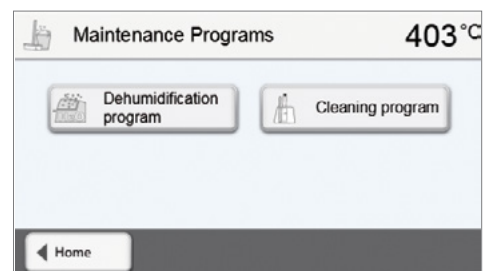 Maintenance Programs 403 °C
Dehumidification
program
Cleaning program
Home